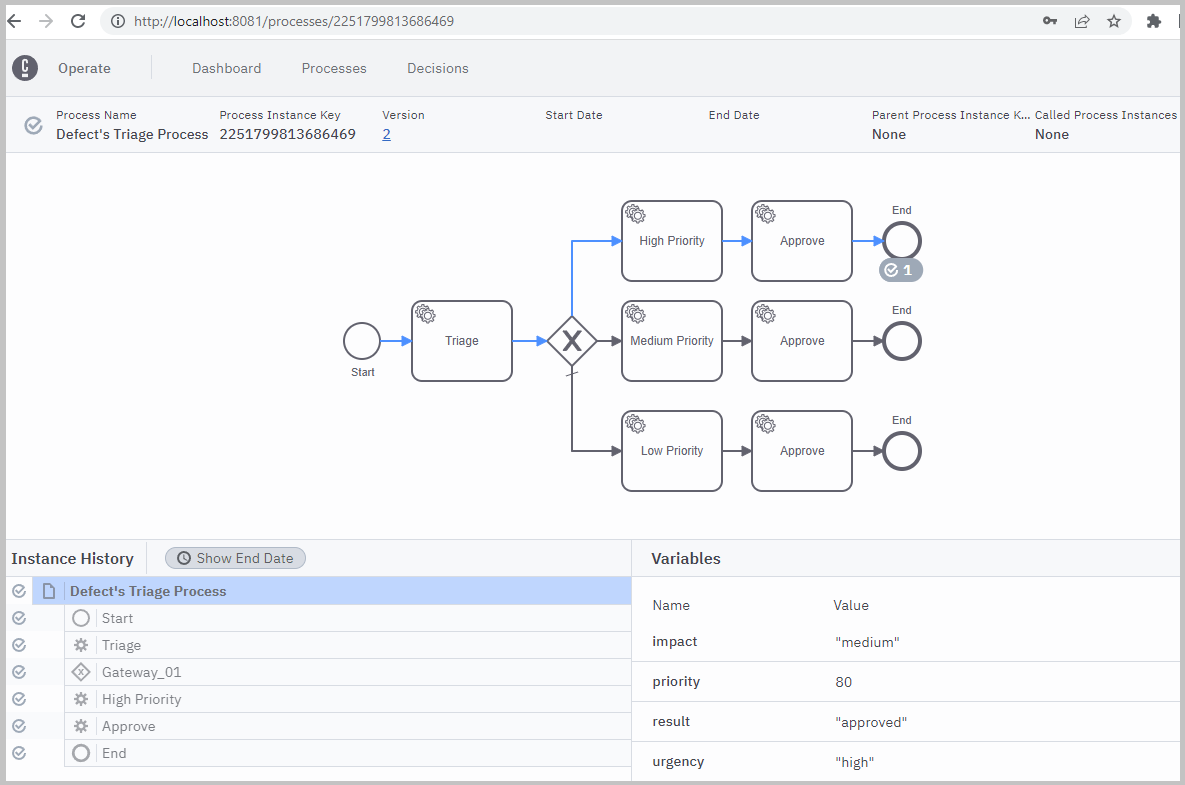 http://localhost:8081/processes/2251799813686469
Operate Dashboard Processes Decisions
Process Name Process Instance Key Version Start Date End Date Parent Process Instance K... Called Process Instances
Defect's Triage Process 2251799813686469 2 None None
End
High Priority Approve
1
End
Triage X Medium Priority Approve
Start
End
Low Priority Approve
Instance History Show End Date Variables
Defect's Triage Process
Name Value
Start
impact "medium"
Triage
Gateway_01
priority 80
High Priority
result "approved"
Approve
End
urgency "high"